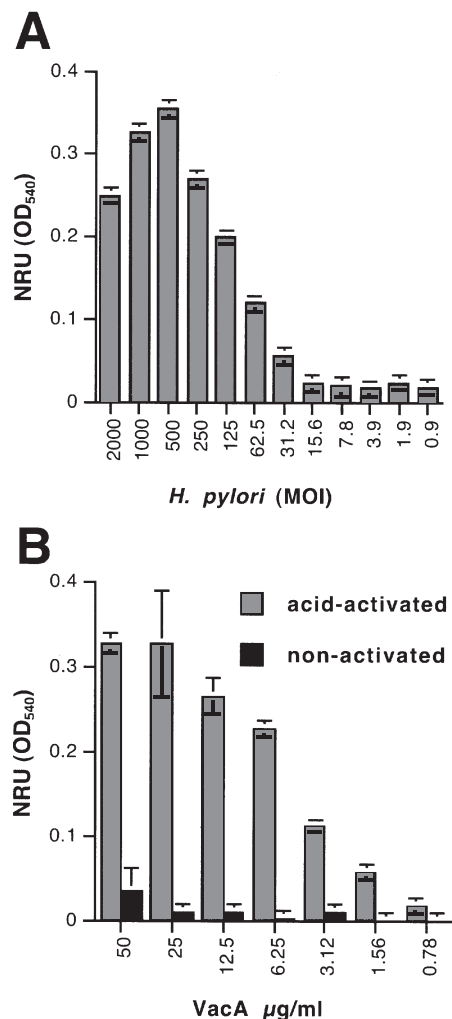 A
0.4
0.3
0.2
0.1
0
NRU (OD540)
2000 1000 500 250 125 62.5 31.2 15.6 7.8 3.9 1.9 0.9
H. pylori (MOI)
B
0.4
0.3
0.2
0.1
0
NRU (OD540)
acid-activated
non-activated
50 25 12.5 6.25 3.12 1.56 0.78
VacA µg/ml